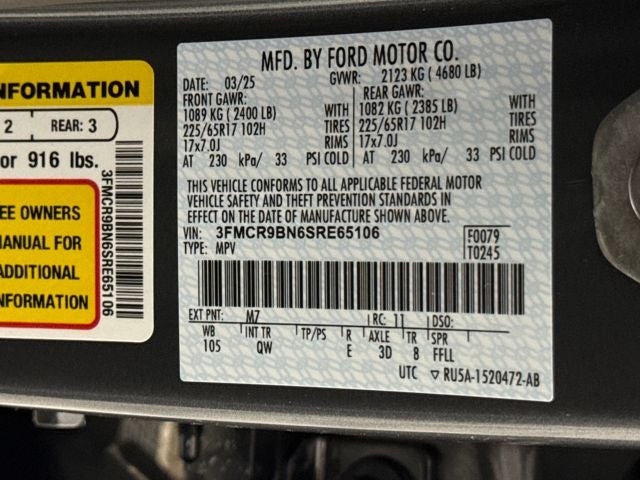 INFORMATION
2 REAR: 3
or 916 lbs.
EE OWNERS
MANUAL FOR
ADDITIONAL
INFORMATION
3FMCR9BN6SRE65106
MFD. BY FORD MOTOR CO.
DATE: 03/25 GVWR: 2123 KG ( 4680 LB)
FRONT GAWR: REAR GAWR:
1089 KG ( 2400 LB) WITH 1082 KG ( 2385 LB) WITH
225/65R17 102H TIRES 225/65R17 102H TIRES
17x7.0J RIMS 17x7.0J RIMS
AT 230 kPa/ 33 PSI COLD AT 230 kPa/ 33 PSI COLD
THIS VEHICLE CONFORMS TO ALL APPLICABLE FEDERAL MOTOR
VEHICLE SAFETY AND THEFT PREVENTION STANDARDS IN
EFFECT ON THE DATE OF MANUFACTURE SHOWN ABOVE.
VIN: 3FMCR9BN6SRE65106 F0079
TYPE: MPV T0245
EXT PNT: M7 RC: 11 DSO:
WB INT TR TP/PS R AXLE TR SPR
105 QW E 3D 8 FFLL
UTC ▽ RU5A-1520472-AB